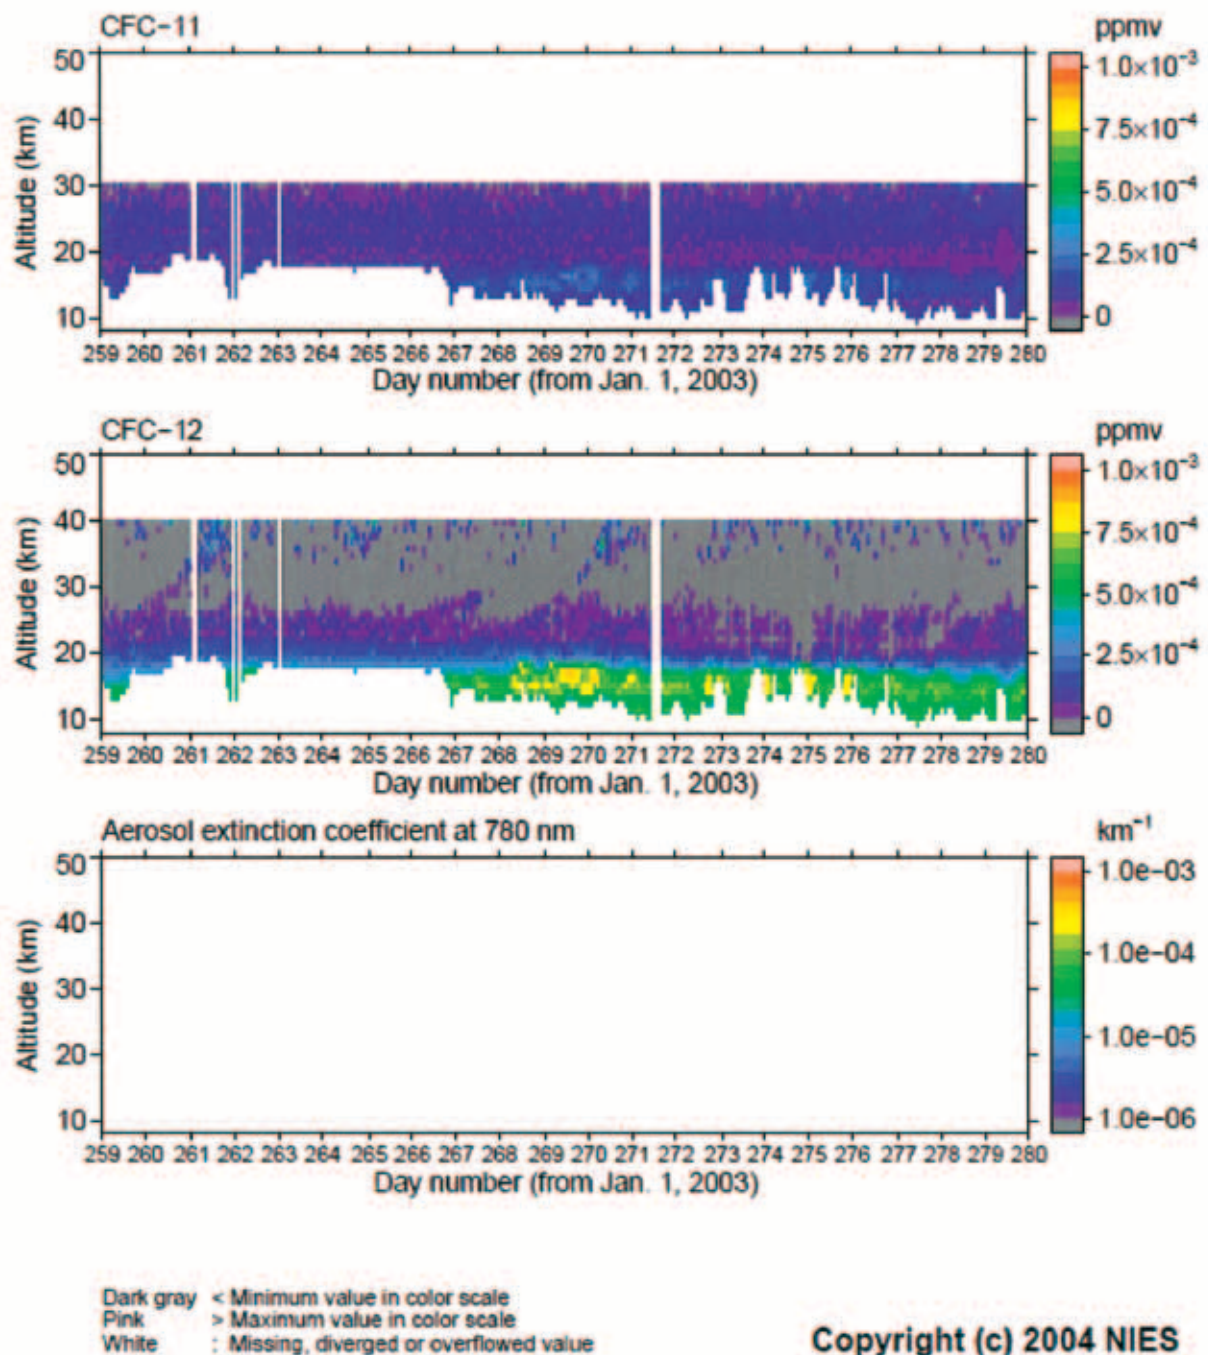 CFC-11 ppmv
50
40
30
20
10
Altitude (km)
1.0×10⁻³
7.5×10⁻⁴
5.0×10⁻⁴
2.5×10⁻⁴
0
259 260 261 262 263 264 265 266 267 268 269 270 271 272 273 274 275 276 277 278 279 280
Day number (from Jan. 1, 2003)
CFC-12 ppmv
50
40
30
20
10
Altitude (km)
1.0×10⁻³
7.5×10⁻⁴
5.0×10⁻⁴
2.5×10⁻⁴
0
259 260 261 262 263 264 265 266 267 268 269 270 271 272 273 274 275 276 277 278 279 280
Day number (from Jan. 1, 2003)
Aerosol extinction coefficient at 780 nm km⁻¹
50
40
30
20
10
Altitude (km)
1.0e-03
1.0e-04
1.0e-05
1.0e-06
259 260 261 262 263 264 265 266 267 268 269 270 271 272 273 274 275 276 277 278 279 280
Day number (from Jan. 1, 2003)
Dark gray < Minimum value in color scale
Pink > Maximum value in color scale
White : Missing, diverged or overflowed value
Copyright (c) 2004 NIES